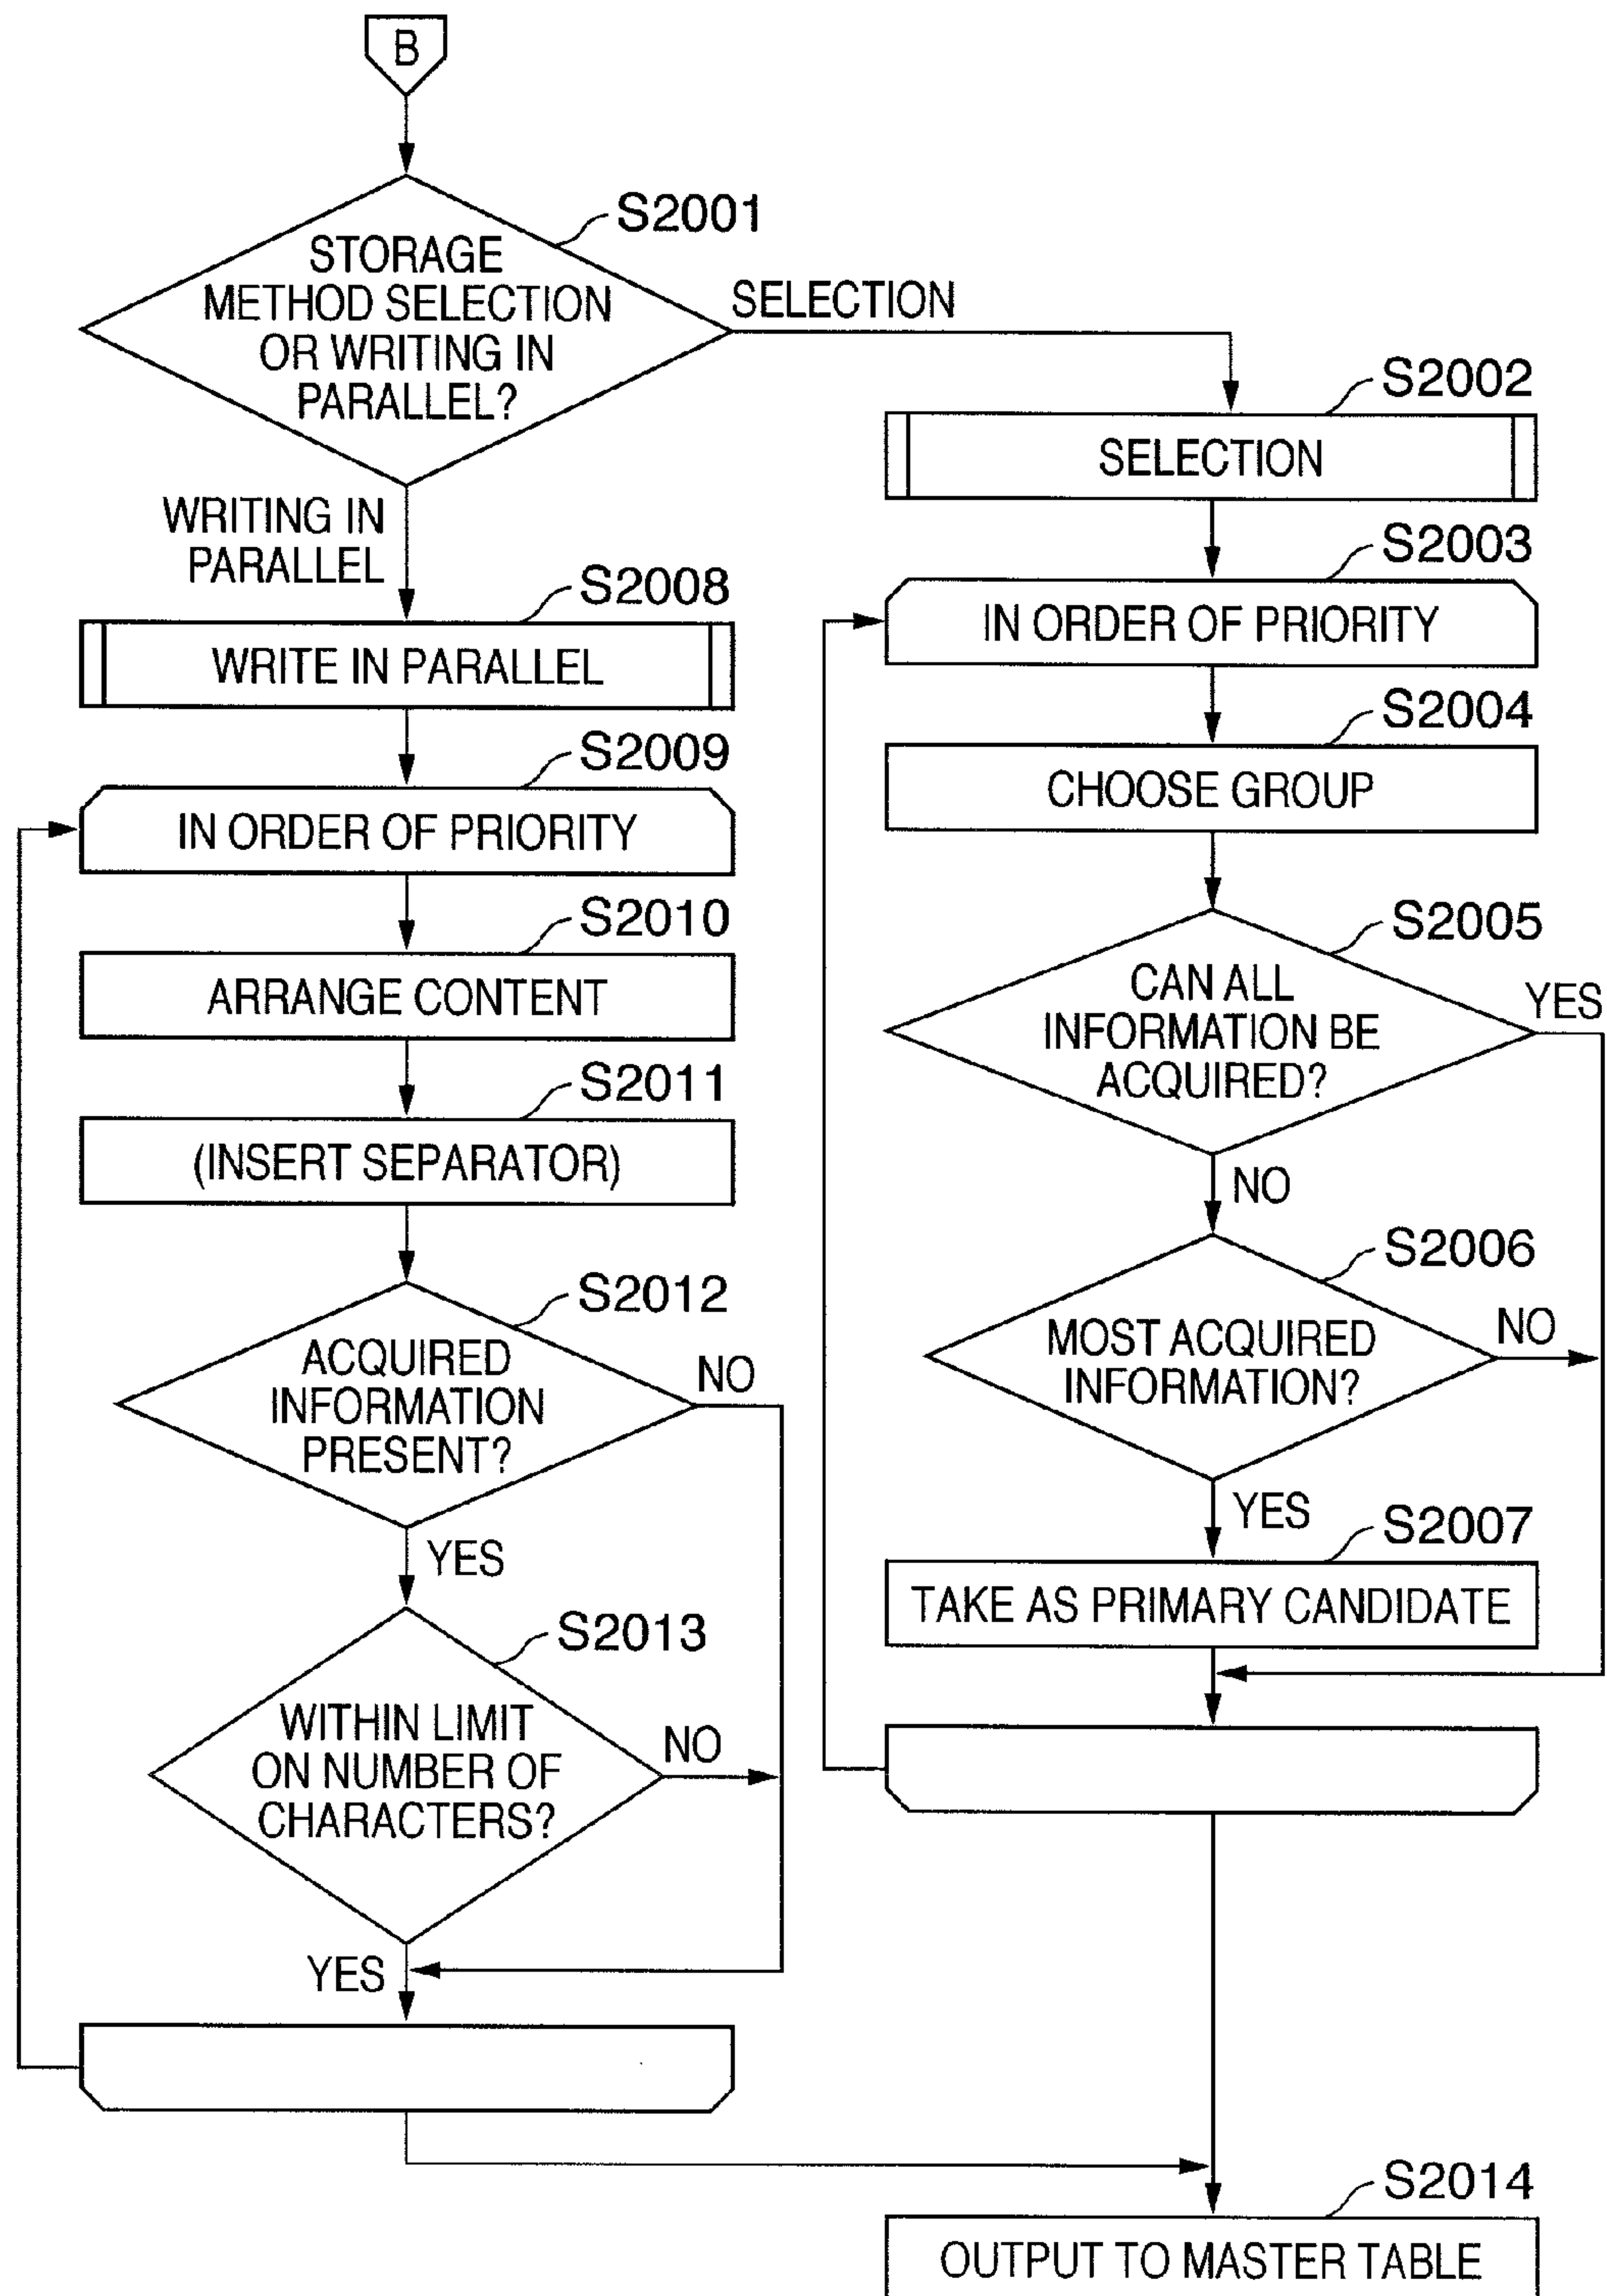 B
S2001
STORAGE
METHOD SELECTION
OR WRITING IN
PARALLEL?
SELECTION
WRITING IN
PARALLEL
S2008
WRITE IN PARALLEL
S2009
IN ORDER OF PRIORITY
S2010
ARRANGE CONTENT
S2011
(INSERT SEPARATOR)
S2012
ACQUIRED
INFORMATION
PRESENT?
NO
YES
S2013
WITHIN LIMIT
ON NUMBER OF
CHARACTERS?
NO
YES
S2002
SELECTION
S2003
IN ORDER OF PRIORITY
S2004
CHOOSE GROUP
S2005
CAN ALL
INFORMATION BE
ACQUIRED?
YES
NO
S2006
MOST ACQUIRED
INFORMATION?
NO
YES
S2007
TAKE AS PRIMARY CANDIDATE
S2014
OUTPUT TO MASTER TABLE